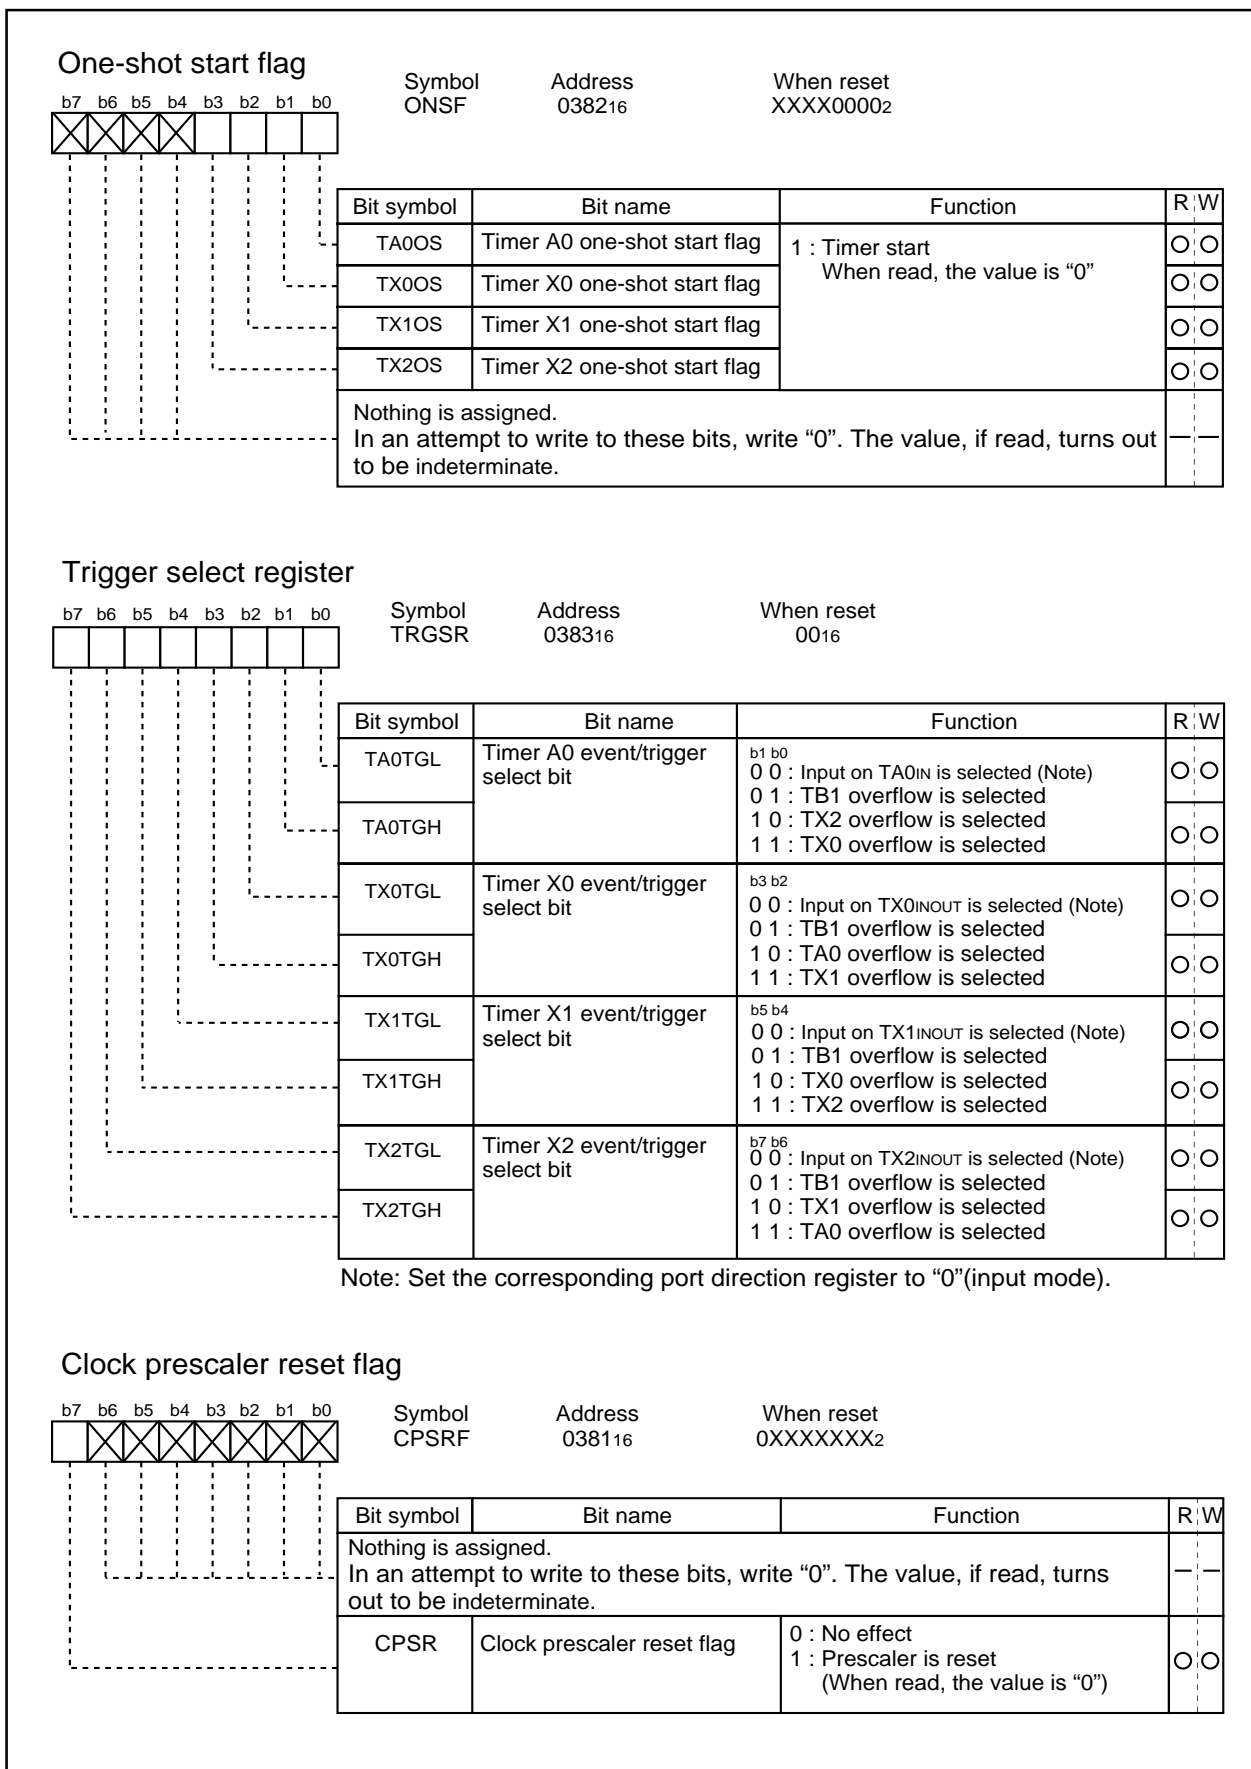 One-shot start flag
Symbol Address When reset
b7 b6 b5 b4 b3 b2 b1 b0
ONSF 038216 XXXX00002
Bit symbol Bit name Function R W
TA0OS Timer A0 one-shot start flag 1 : Timer start
When read, the value is “0”
TX0OS Timer X0 one-shot start flag
TX1OS Timer X1 one-shot start flag
TX2OS Timer X2 one-shot start flag
Nothing is assigned.
In an attempt to write to these bits, write “0”. The value, if read, turns out
to be indeterminate.
Trigger select register
Symbol Address When reset
b7 b6 b5 b4 b3 b2 b1 b0
TRGSR 038316 0016
Bit symbol Bit name Function R W
TA0TGL Timer A0 event/trigger
select bit
b1 b0
0 0 : Input on TA0IN is selected (Note)
0 1 : TB1 overflow is selected
TA0TGH
1 0 : TX2 overflow is selected
1 1 : TX0 overflow is selected
TX0TGL Timer X0 event/trigger
select bit
b3 b2
0 0 : Input on TX0INOUT is selected (Note)
0 1 : TB1 overflow is selected
TX0TGH
1 0 : TA0 overflow is selected
1 1 : TX1 overflow is selected
TX1TGL Timer X1 event/trigger
select bit
b5 b4
0 0 : Input on TX1INOUT is selected (Note)
0 1 : TB1 overflow is selected
TX1TGH
1 0 : TX0 overflow is selected
1 1 : TX2 overflow is selected
TX2TGL Timer X2 event/trigger
select bit
b7 b6
0 0 : Input on TX2INOUT is selected (Note)
0 1 : TB1 overflow is selected
TX2TGH
1 0 : TX1 overflow is selected
1 1 : TA0 overflow is selected
Note: Set the corresponding port direction register to “0”(input mode).
Clock prescaler reset flag
Symbol Address When reset
b7 b6 b5 b4 b3 b2 b1 b0
CPSRF 038116 0XXXXXXX2
Bit symbol Bit name Function R W
Nothing is assigned.
In an attempt to write to these bits, write “0”. The value, if read, turns
out to be indeterminate.
CPSR Clock prescaler reset flag 0 : No effect
1 : Prescaler is reset
(When read, the value is “0”)